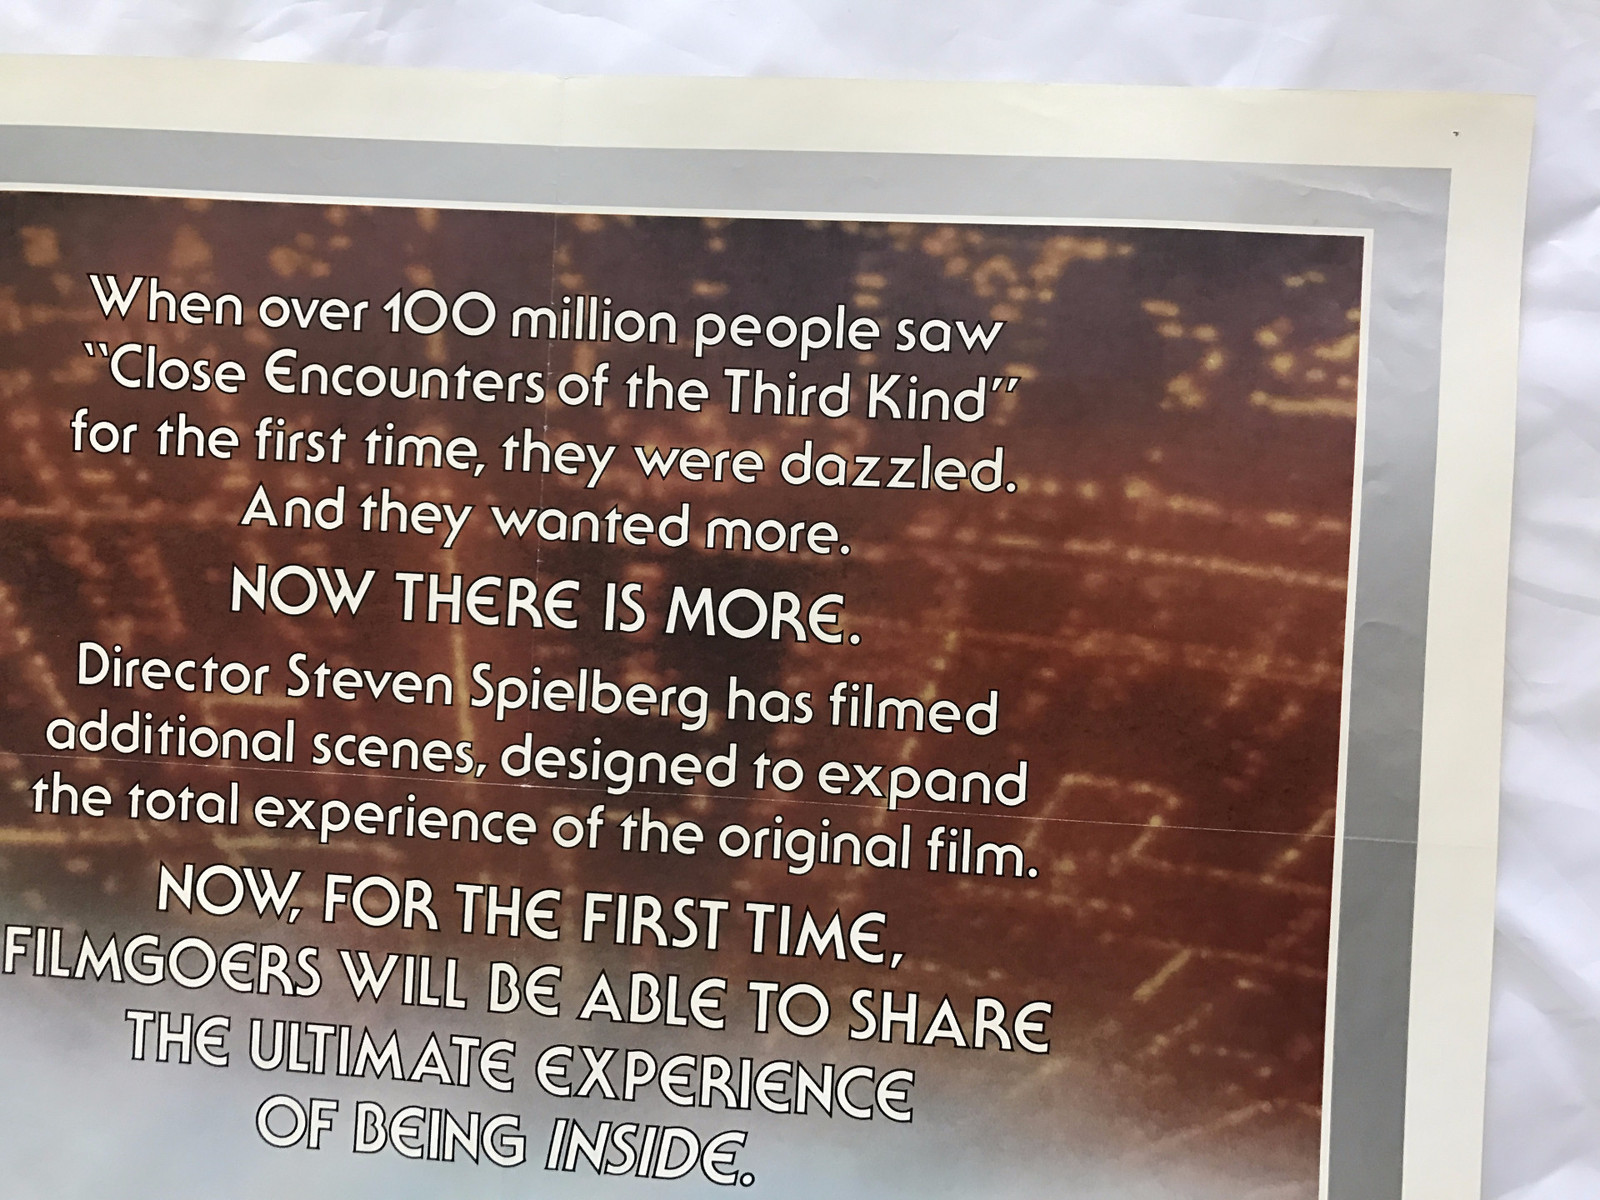 When over 100 million people saw
“Close Encounters of the Third Kind”
for the first time, they were dazzled.
And they wanted more.
NOW THERE IS MORE.
Director Steven Spielberg has filmed
additional scenes, designed to expand
the total experience of the original film.
NOW, FOR THE FIRST TIME,
FILMGOERS WILL BE ABLE TO SHARE
THE ULTIMATE EXPERIENCE
OF BEING INSIDE.